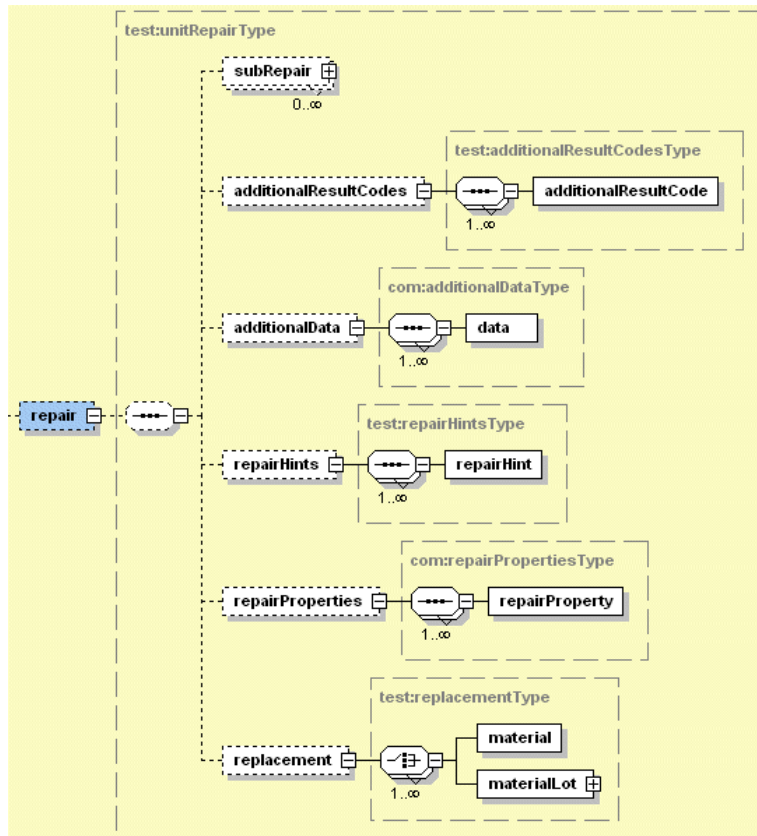 test:unitRepairType
subRepair
0..∞
test:additionalResultCodesType
additionalResultCodes
additionalResultCode
1..∞
com:additionalDataType
additionalData
data
1..∞
repair
test:repairHintsType
repairHints
repairHint
1..∞
com:repairPropertiesType
repairProperties
repairProperty
1..∞
test:replacementType
material
replacement
materialLot
1..∞